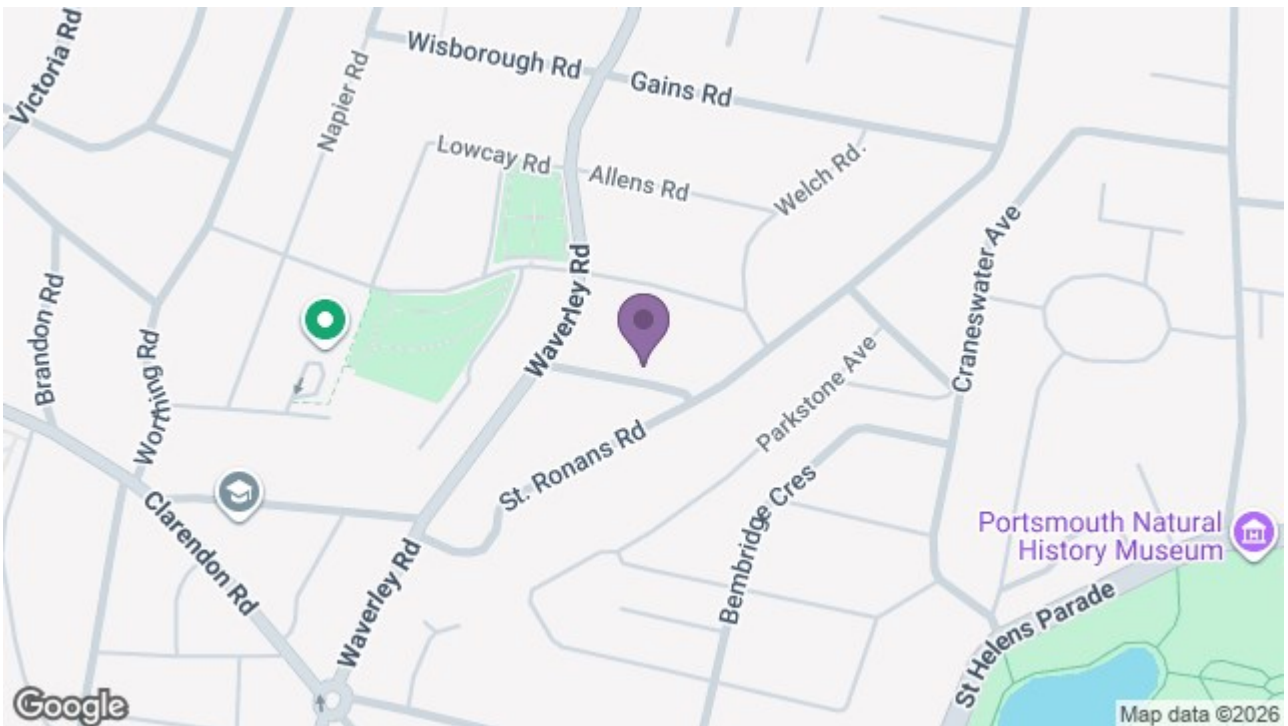 Victoria Rd
Napier Rd
Wisborough Rd
Gains Rd
Lowcay Rd
Allens Rd
Welch Rd.
Craneswater Ave
Waverley Rd
Brandon Rd
Worthing Rd
Parkstone Ave
St. Ronans Rd
Bembridge Cres
Clarendon Rd
Waverley Rd
Portsmouth Natural
History Museum
St Helens Parade
Google
Map data ©2026